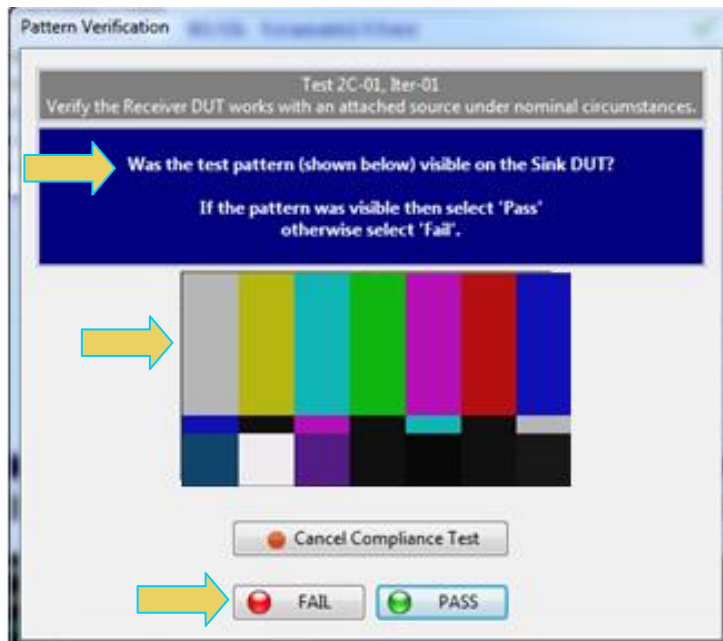 Pattern Verification
Test 2C-01, Iter-01
Verify the Receiver DUT works with an attached source under nominal circumstances.
Was the test pattern (shown below) visible on the Sink DUT?
If the pattern was visible then select 'Pass'
otherwise select 'Fail'.
Cancel Compliance Test
FAIL
PASS